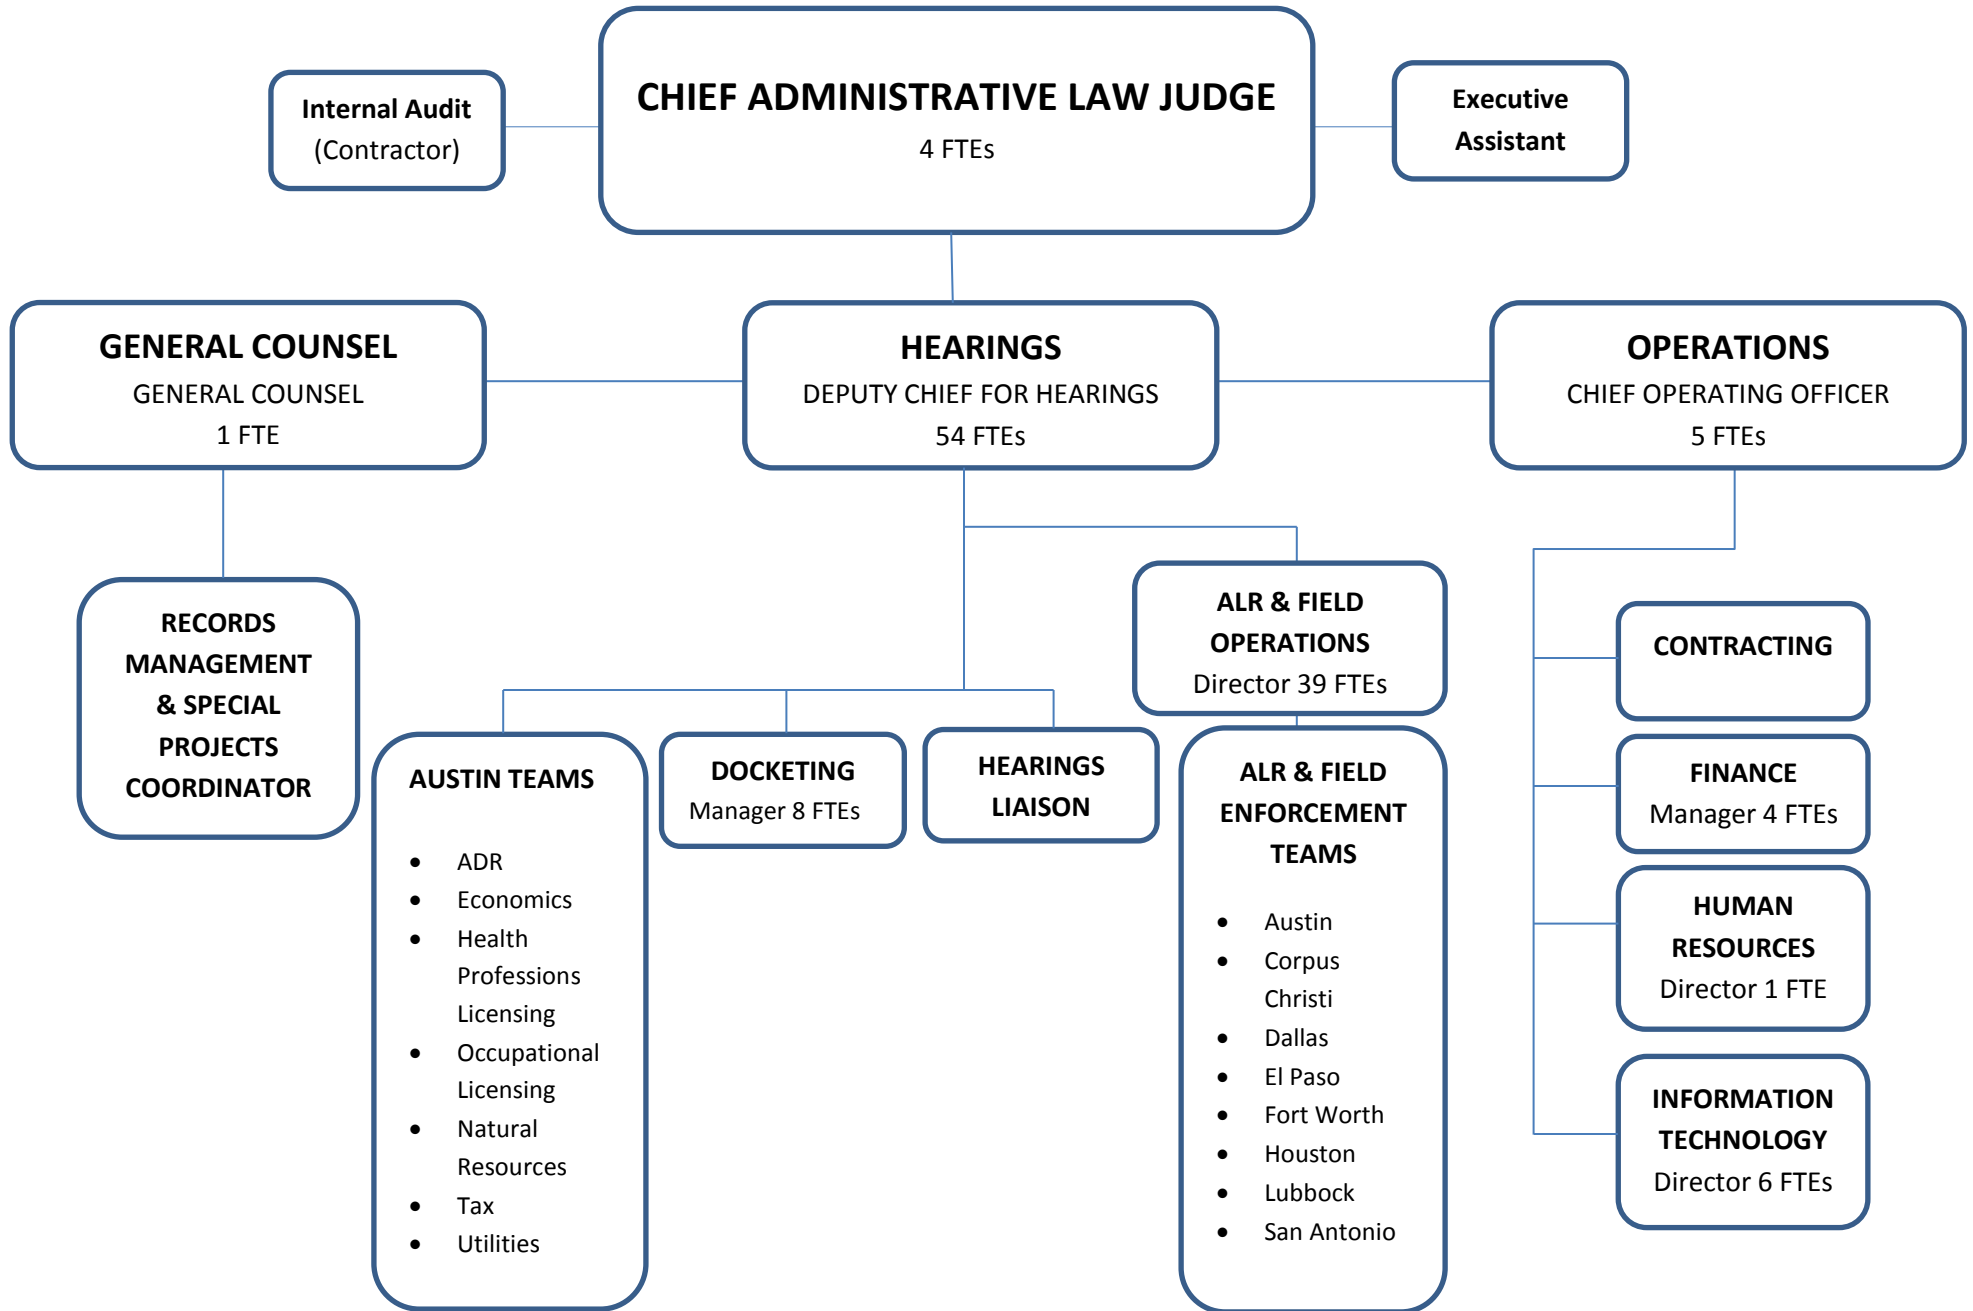 CHIEF ADMINISTRATIVE LAW JUDGE
4 FTEs
Internal Audit
(Contractor)
Executive
Assistant
GENERAL COUNSEL
GENERAL COUNSEL
1 FTE
HEARINGS
DEPUTY CHIEF FOR HEARINGS
54 FTEs
OPERATIONS
CHIEF OPERATING OFFICER
5 FTEs
RECORDS
MANAGEMENT
& SPECIAL
PROJECTS
COORDINATOR
AUSTIN TEAMS
• ADR
• Economics
• Health
Professions
Licensing
• Occupational
Licensing
• Natural
Resources
• Tax
• Utilities
DOCKETING
Manager 8 FTEs
HEARINGS
LIAISON
ALR & FIELD
OPERATIONS
Director 39 FTEs
ALR & FIELD
ENFORCEMENT
TEAMS
• Austin
• Corpus
Christi
• Dallas
• El Paso
• Fort Worth
• Houston
• Lubbock
• San Antonio
CONTRACTING
FINANCE
Manager 4 FTEs
HUMAN
RESOURCES
Director 1 FTE
INFORMATION
TECHNOLOGY
Director 6 FTEs